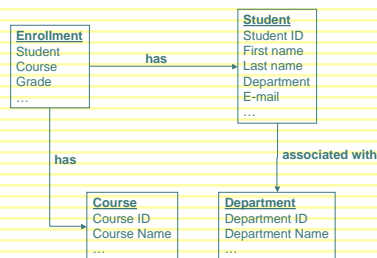 Enrollment
Student
Course
Grade
…
has
Student
Student ID
First name
Last name
Department
E-mail
…
has
associated with
Course
Course ID
Course Name
…
Department
Department ID
Department Name
…